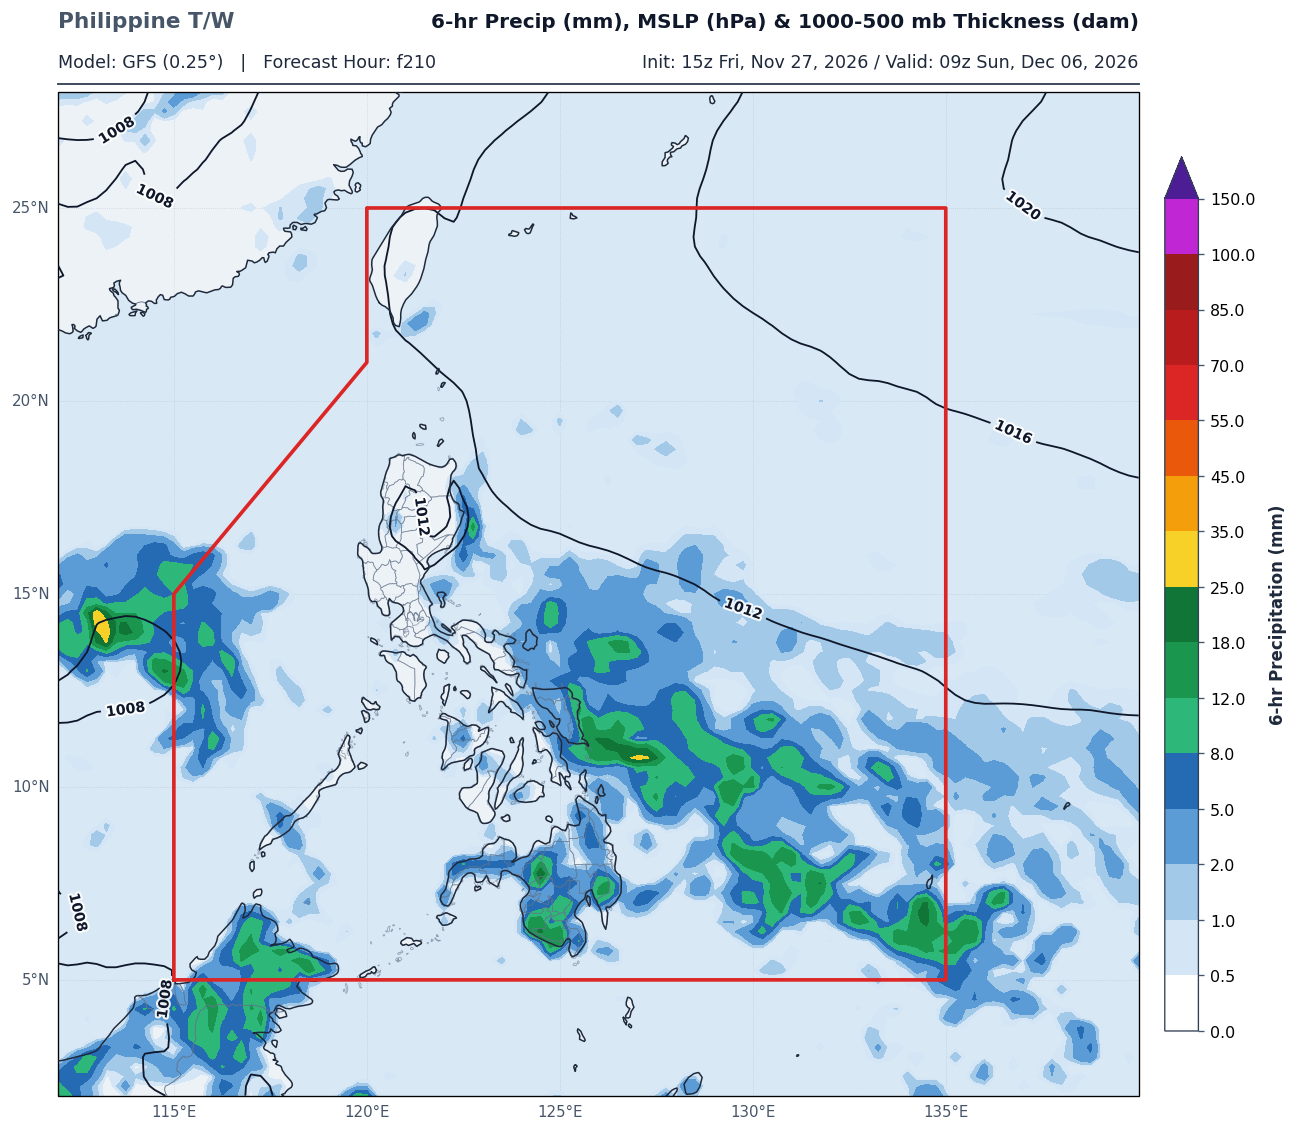 Philippine T/W
6-hr Precip (mm), MSLP (hPa) & 1000-500 mb Thickness (dam)
Model: GFS (0.25°) | Forecast Hour: f210
Init: 15z Fri, Nov 27, 2026 / Valid: 09z Sun, Dec 06, 2026
1008
1008
1020
25°N
1016
20°N
1012
15°N
1012
1008
10°N
1008
5°N
1008
115°E
120°E
125°E
130°E
135°E
150.0
100.0
85.0
70.0
55.0
45.0
35.0
25.0
18.0
12.0
8.0
5.0
2.0
1.0
0.5
0.0
6-hr Precipitation (mm)